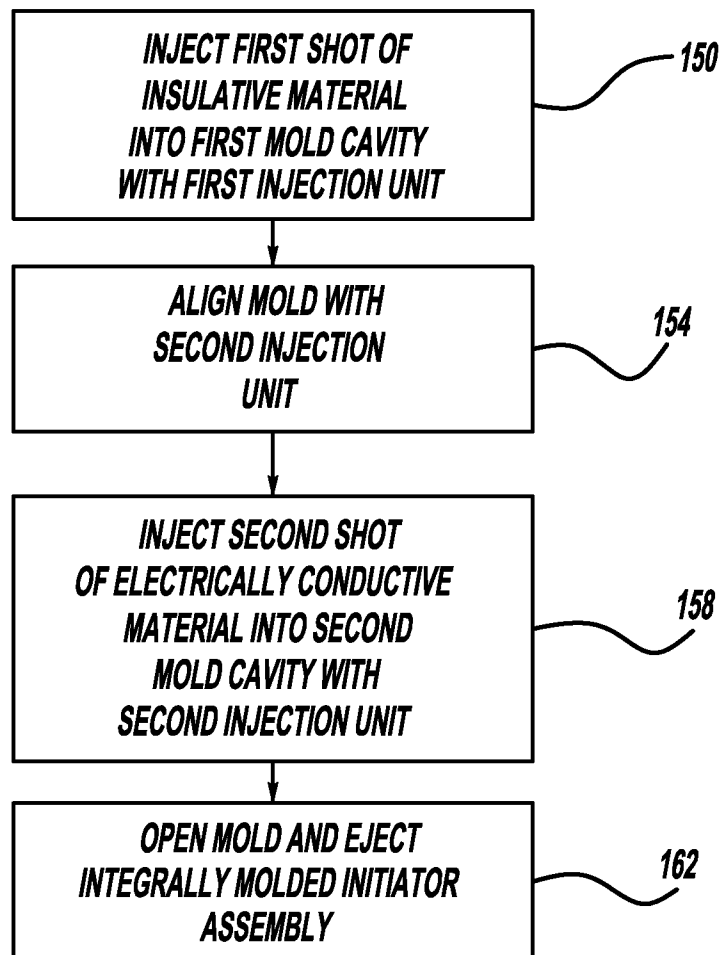 INJECT FIRST SHOT OF
INSULATIVE MATERIAL
INTO FIRST MOLD CAVITY
WITH FIRST INJECTION UNIT
150
ALIGN MOLD WITH
SECOND INJECTION
UNIT
154
INJECT SECOND SHOT
OF ELECTRICALLY CONDUCTIVE
MATERIAL INTO SECOND
MOLD CAVITY WITH
SECOND INJECTION UNIT
158
OPEN MOLD AND EJECT
INTEGRALLY MOLDED INITIATOR
ASSEMBLY
162